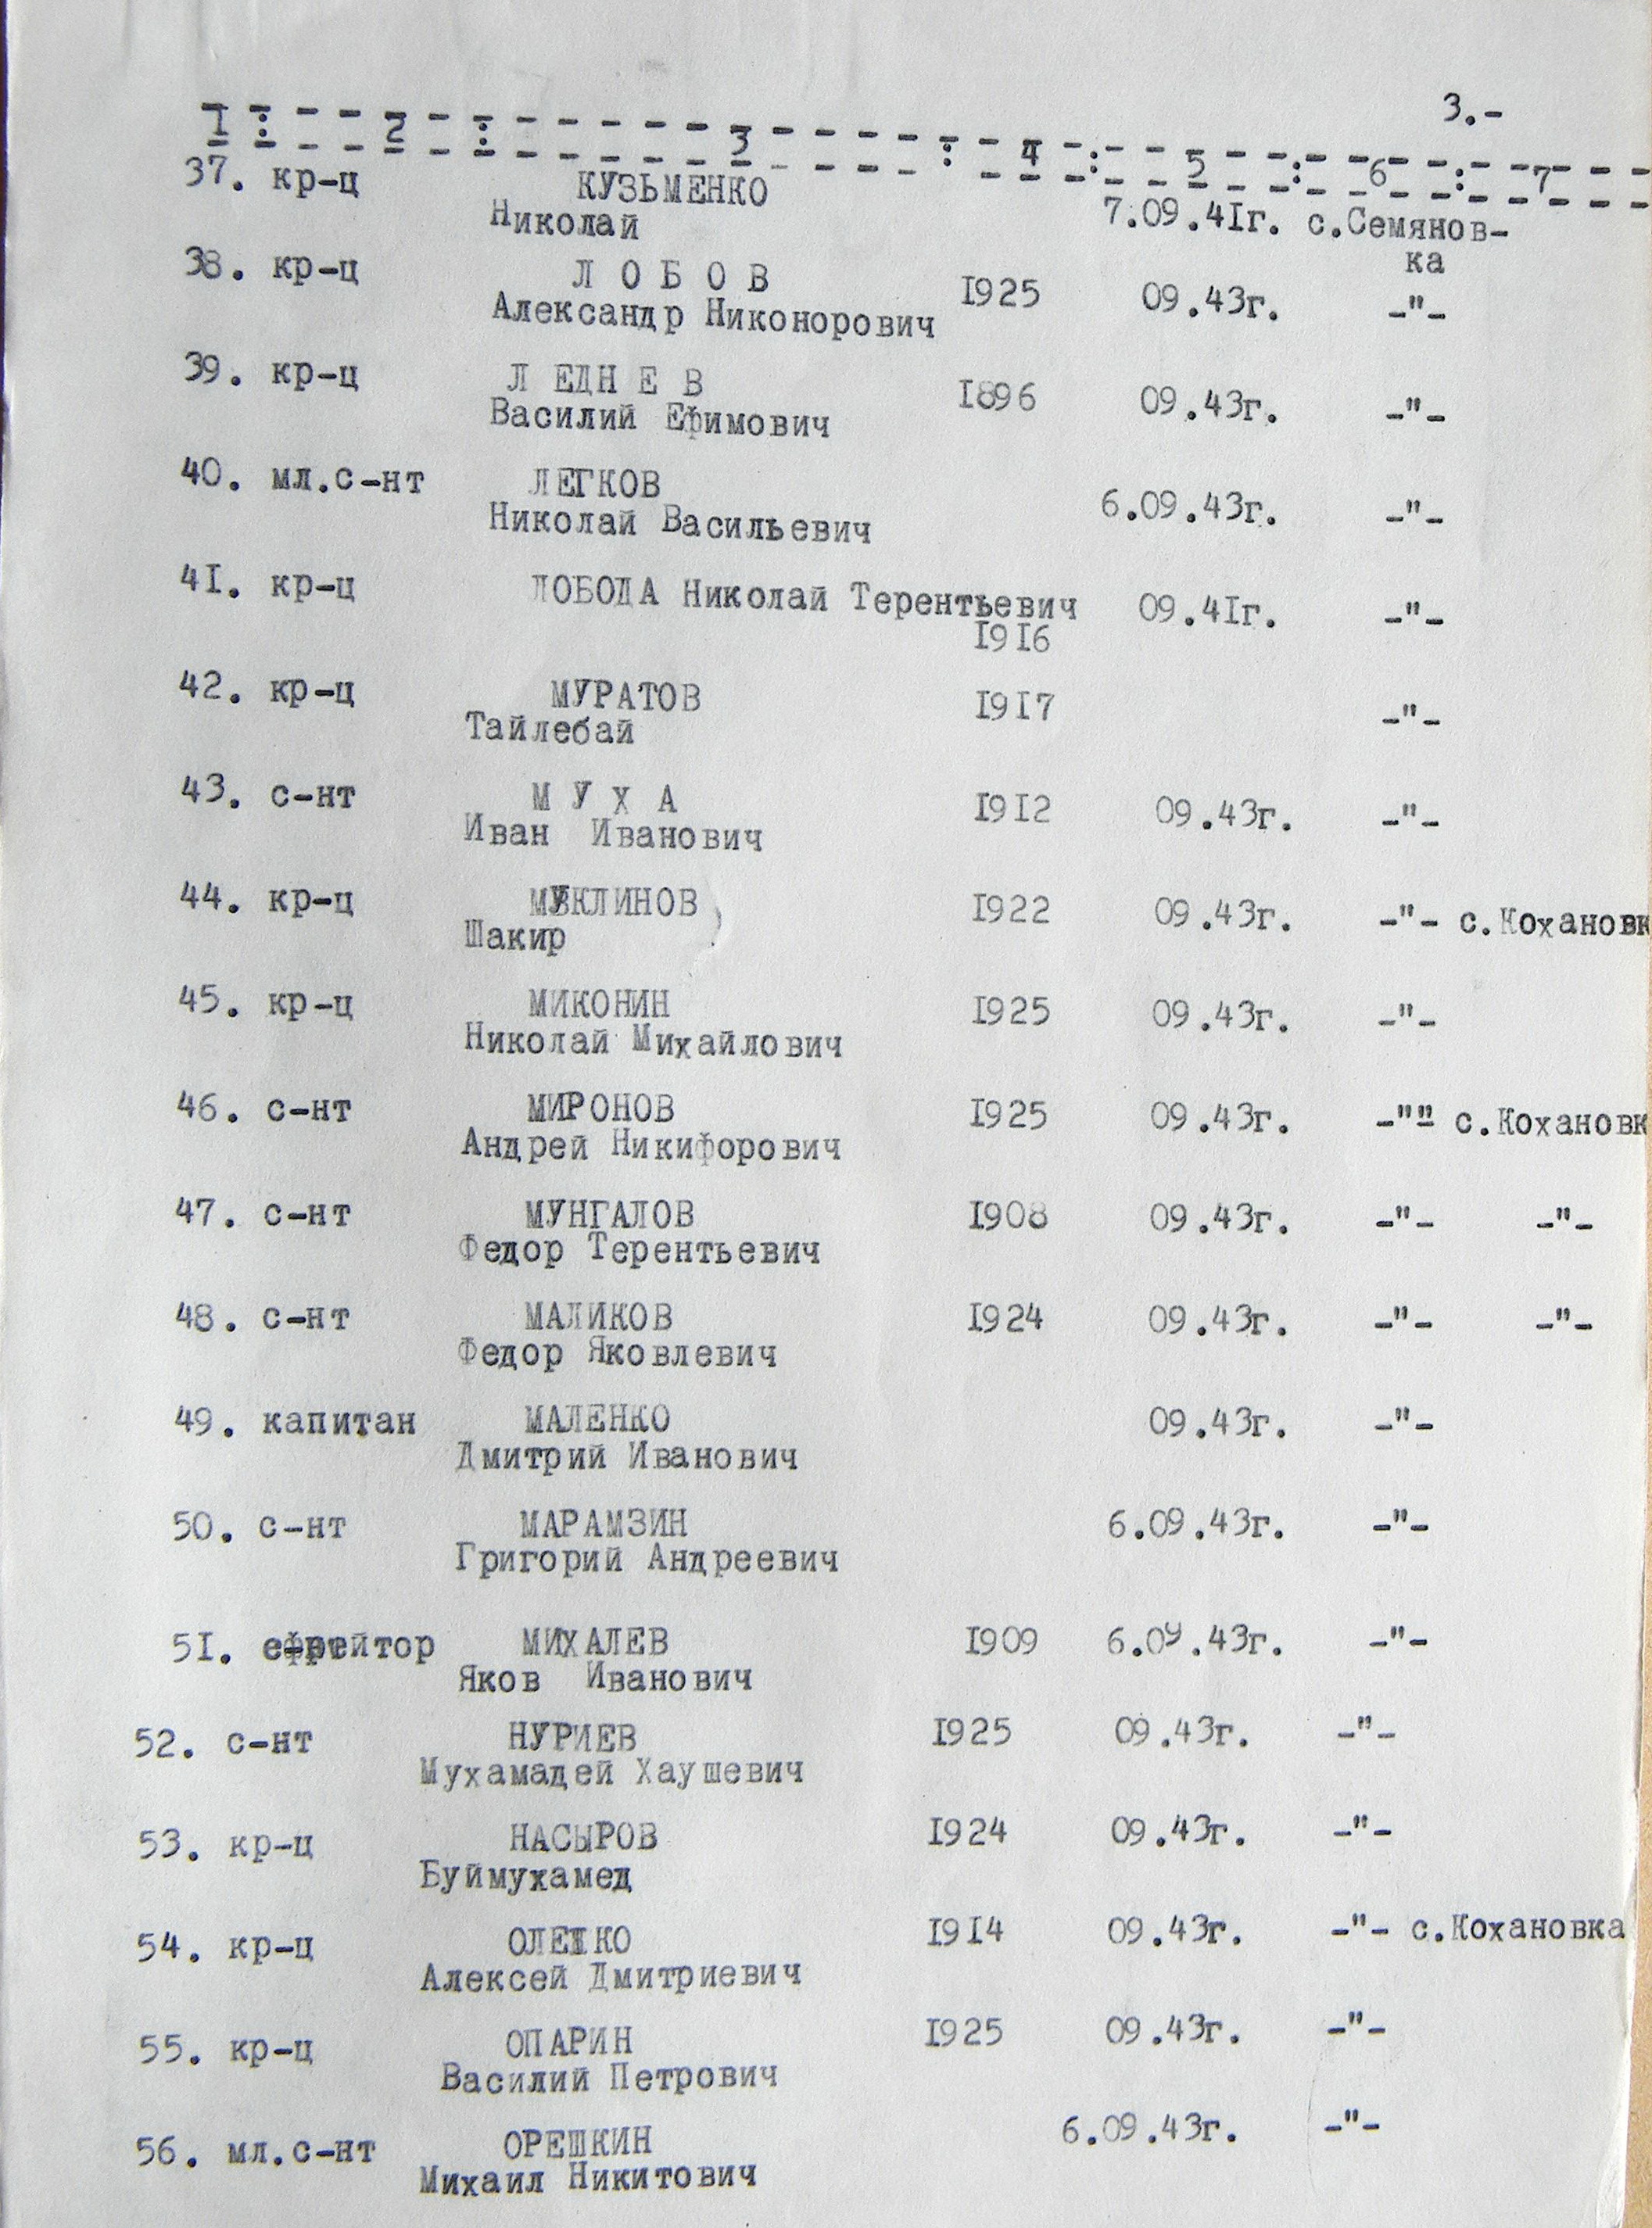 3.-
1 : 2 : 3 : 4 : 5 : 6 : 7
37. кр-ц КУЗЬМЕНКО
Николай 7.09.41г. с.Семянов-
ка
38. кр-ц Л О Б О В 1925 09.43г. -"-
Александр Никонорович
39. кр-ц Л ЕДН Е В 1896 09.43г. -"-
Василий Ефимович
40. мл.с-нт ЛЕГКОВ 6.09.43г. -"-
Николай Васильевич
41. кр-ц ЛОБОДА Николай Терентьевич 09.41г. -"-
1916
42. кр-ц МУРАТОВ 1917 -"-
Тайлебай
43. с-нт М У Х А 1912 09.43г. -"-
Иван Иванович
44. кр-ц 1922 09.43г. -"- с.Кохановк
Шакир
45. кр-ц МИКОНИН 1925 09.43г. -"-
Николай Михайлович
46. с-нт МИРОНОВ 1925 09.43г. -""- с.Кохановк
Андрей Никифорович
47. с-нт МУНГАЛОВ 1908 09.43г. -"- -"-
Федор Терентьевич
48. с-нт МАЛИКОВ 1924 09.43г. -"- -"-
Федор Яковлевич
49. капитан МАЛЕНКО 09.43г. -"-
Дмитрий Иванович
50. с-нт МАРАМЗИН 6.09.43г. -"-
Григорий Андреевич
51. ефрейтор МИХАЛЕВ 1909 6.09.43г. -"-
Яков Иванович
52. с-нт НУРИЕВ 1925 09.43г. -"-
Мухамадей Хаушевич
53. кр-ц НАСЫРОВ 1924 09.43г. -"-
Буймухамед
54. кр-ц 1914 09.43г. -"- с.Кохановка
Алексей Дмитриевич
55. кр-ц ОПАРИН 1925 09.43г. -"-
Василий Петрович
56. мл.с-нт ОРЕШКИН 6.09.43г. -"-
Михаил Никитович